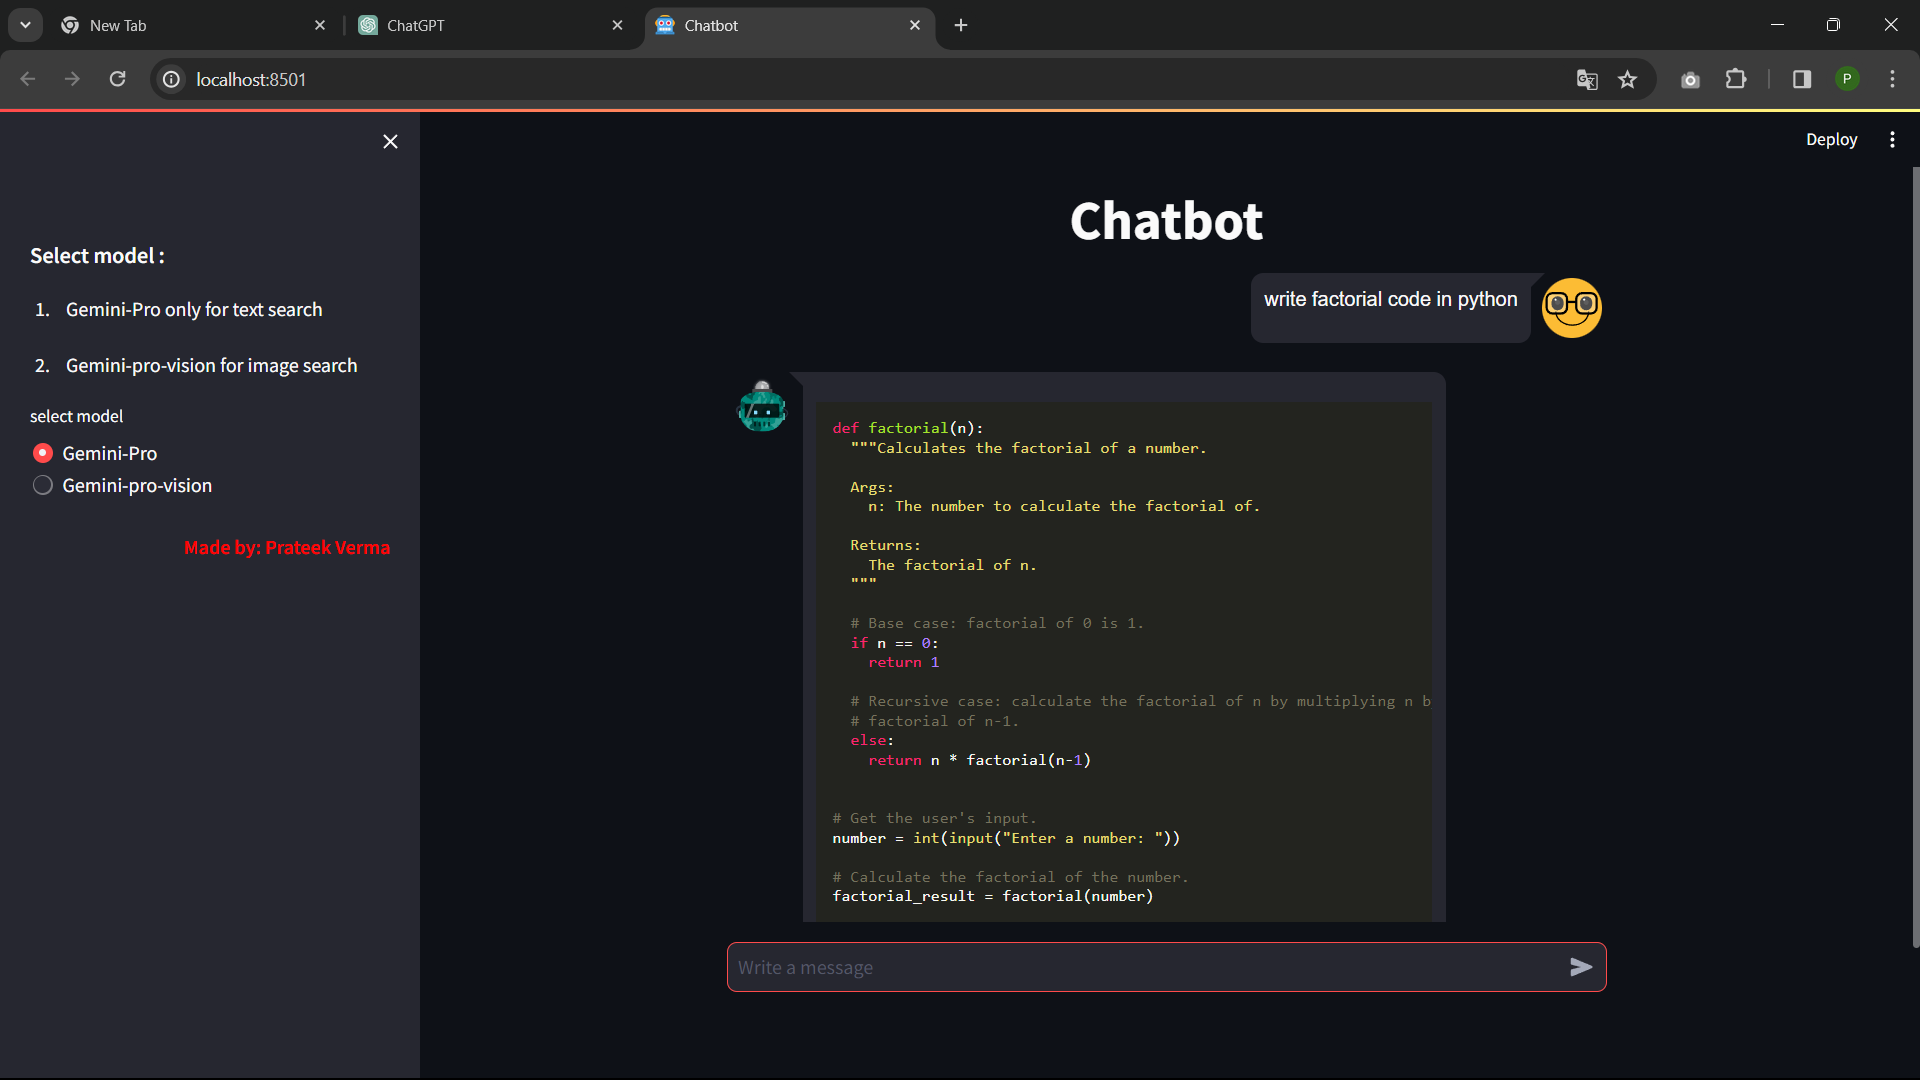 New Tab
ChatGPT
Chatbot
localhost:8501
P
Deploy
Select model :
1. Gemini-Pro only for text search
2. Gemini-pro-vision for image search
select model
Gemini-Pro
Gemini-pro-vision
Made by: Prateek Verma
Chatbot
write factorial code in python
def factorial(n):
"""Calculates the factorial of a number.
Args:
n: The number to calculate the factorial of.
Returns:
The factorial of n.
"""
# Base case: factorial of 0 is 1.
if n == 0:
return 1
# Recursive case: calculate the factorial of n by multiplying n b
# factorial of n-1.
else:
return n * factorial(n-1)
# Get the user's input.
number = int(input("Enter a number: "))
# Calculate the factorial of the number.
factorial_result = factorial(number)
Write a message